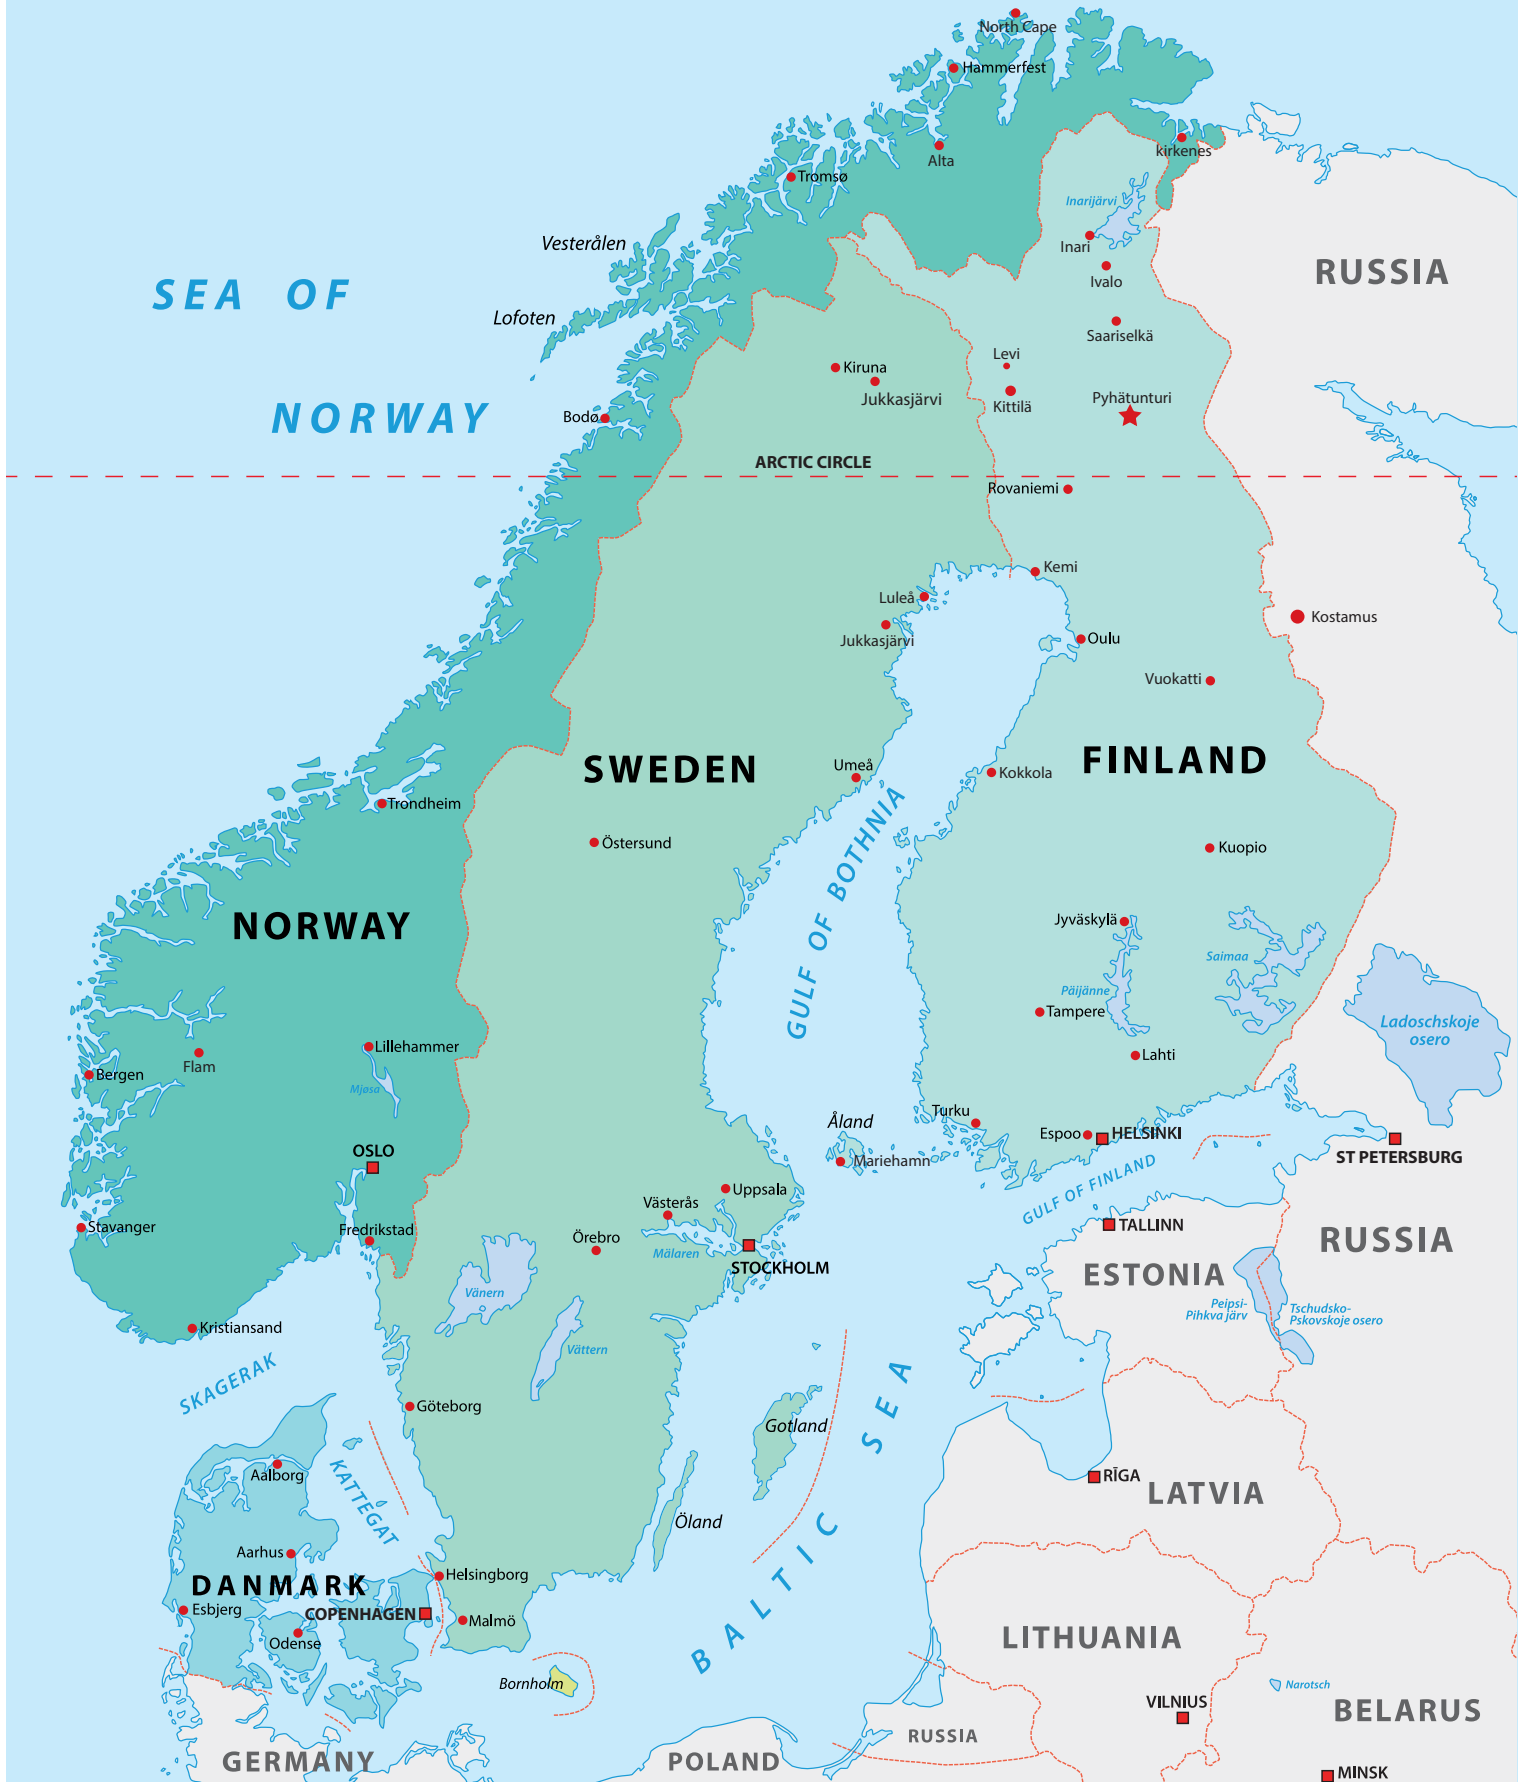 North Cape
Hammerfest
Alta
kirkenes
Tromsø
Inarijärvi
Inari
Vesterålen
Ivalo
RUSSIA
SEA OF
Lofoten
Saariselkä
Levi
Kiruna
Jukkasjärvi
Kittilä
Pyhätunturi
NORWAY
Bodø
ARCTIC CIRCLE
Rovaniemi
Kemi
Luleå
Kostamus
Jukkasjärvi
Oulu
Vuokatti
SWEDEN
FINLAND
Umeå
Kokkola
Trondheim
Östersund
Kuopio
GULF OF BOTHNIA
NORWAY
Jyväskylä
Saimaa
Päijänne
Tampere
Ladoschskoje
osero
Lillehammer
Flam
Bergen
Mjøsa
Lahti
Turku
Åland
Espoo
HELSINKI
OSLO
Mariehamn
ST PETERSBURG
GULF OF FINLAND
Uppsala
Västerås
Stavanger
Fredrikstad
Örebro
Mälaren
TALLINN
RUSSIA
STOCKHOLM
ESTONIA
Vänern
Peipsi-
Pihkva järv
Tschudsko-
Pskovskoje osero
Kristiansand
Vättern
SKAGERAK
Göteborg
Gotland
BALTIC SEA
Aalborg
KATTEGAT
RĪGA
LATVIA
Öland
Aarhus
Helsingborg
DANMARK
Esbjerg
COPENHAGEN
Malmö
Odense
LITHUANIA
Bornholm
Narotsch
VILNIUS
BELARUS
RUSSIA
GERMANY
POLAND
MINSK